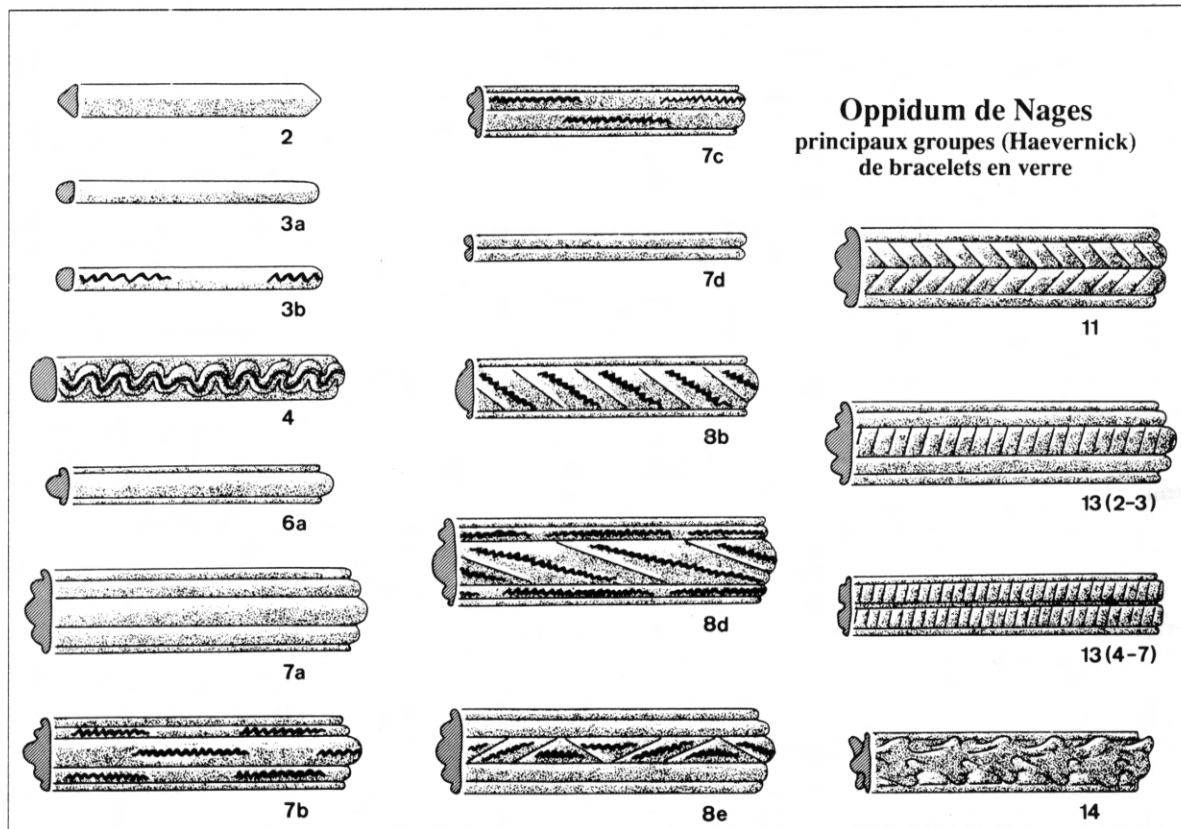 2
3a
3b
4
6a
7a
7b
7c
7d
8b
8d
8e
Oppidum de Nages
principaux groupes (Haevernick)
de bracelets en verre
11
13(2-3)
13(4-7)
14